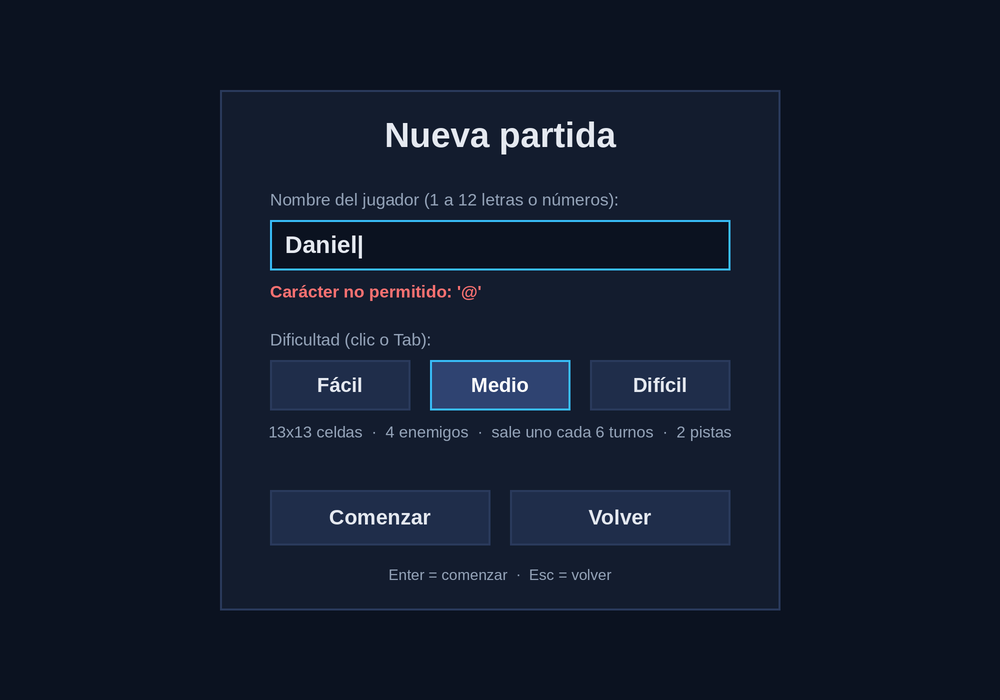 Nueva partida
Nombre del jugador (1 a 12 letras o números):
Daniel|
Carácter no permitido: '@'
Dificultad (clic o Tab):
Fácil Medio Difícil
13x13 celdas · 4 enemigos · sale uno cada 6 turnos · 2 pistas
Comenzar Volver
Enter = comenzar · Esc = volver